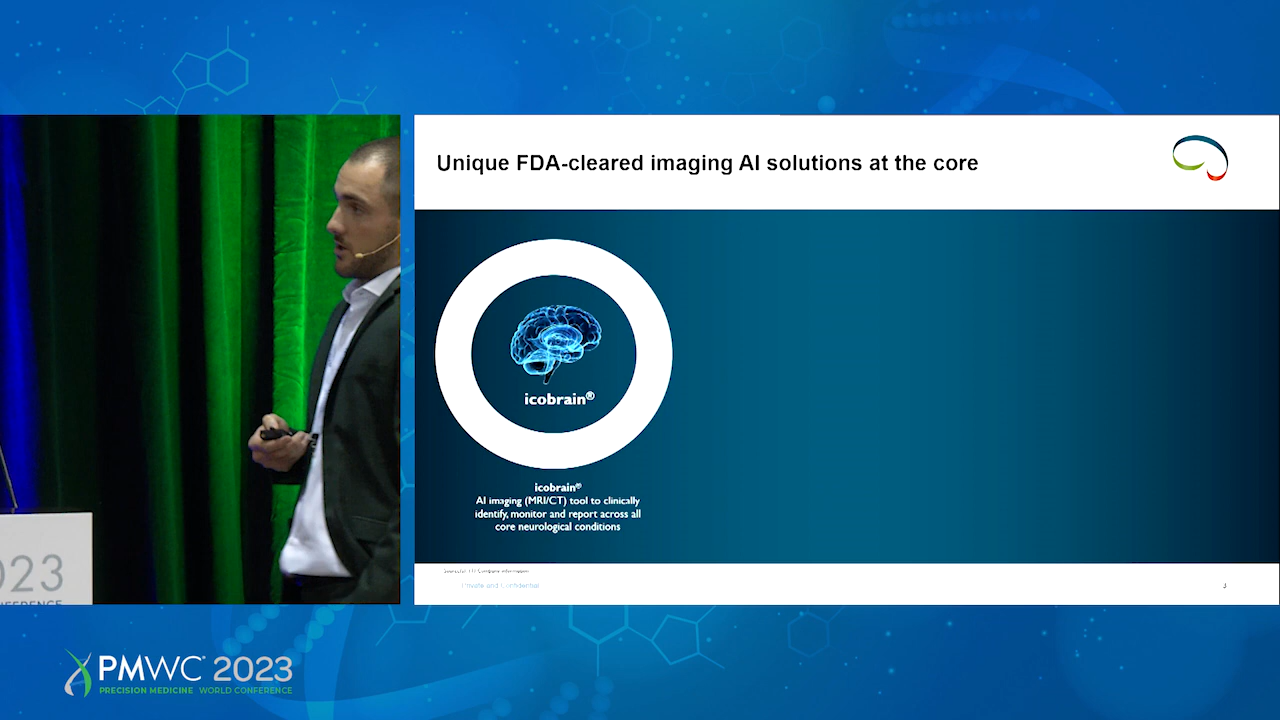 Unique FDA-cleared imaging AI solutions at the core
icobrain®
icobrain®
AI imaging (MRI/CT) tool to clinically
identify, monitor and report across all
core neurological conditions
Private and Confidential
3
023
NFERENCE
PMWC 2023
PRECISION MEDICINE WORLD CONFERENCE